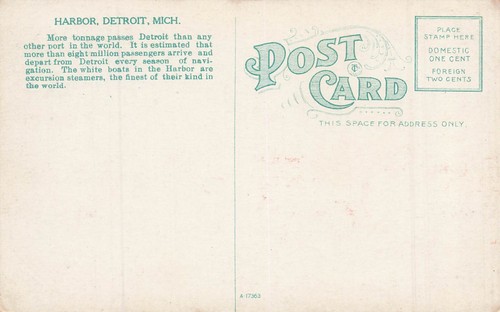 HARBOR, DETROIT, MICH.
More tonnage passes Detroit than any
other port in the world. It is estimated that
more than eight million passengers arrive and
depart from Detroit every season of navi-
gation. The white boats in the Harbor are
excursion steamers, the finest of their kind in
the world.
POST
CARD
THIS SPACE FOR ADDRESS ONLY
PLACE
STAMP HERE
DOMESTIC
ONE CENT
FOREIGN
TWO CENTS
A 17363